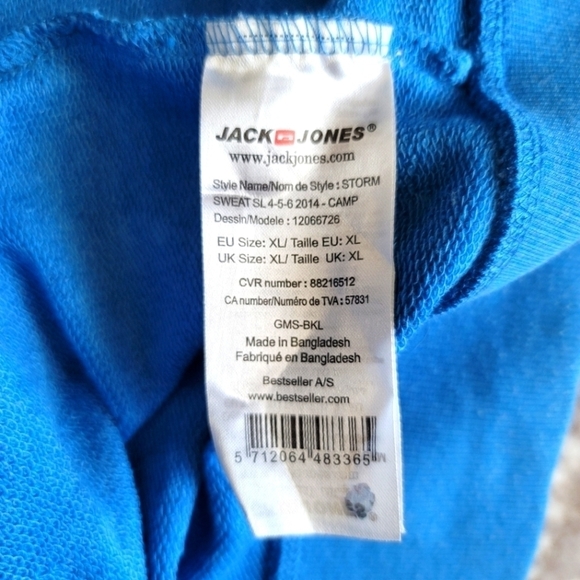 JACK JONES®
www.jackjones.com
Style Name/Nom de Style : STORM
SWEAT SL 4-5-6 2014 - CAMP
Dessin/Modele : 12066726
EU Size: XL/ Taille EU: XL
UK Size: XL/ Taille UK: XL
CVR number : 88216512
CA number/Numéro de TVA : 57831
GMS-BKL
Made in Bangladesh
Fabriqué en Bangladesh
Bestseller A/S
www.bestseller.com
5 712064 483365